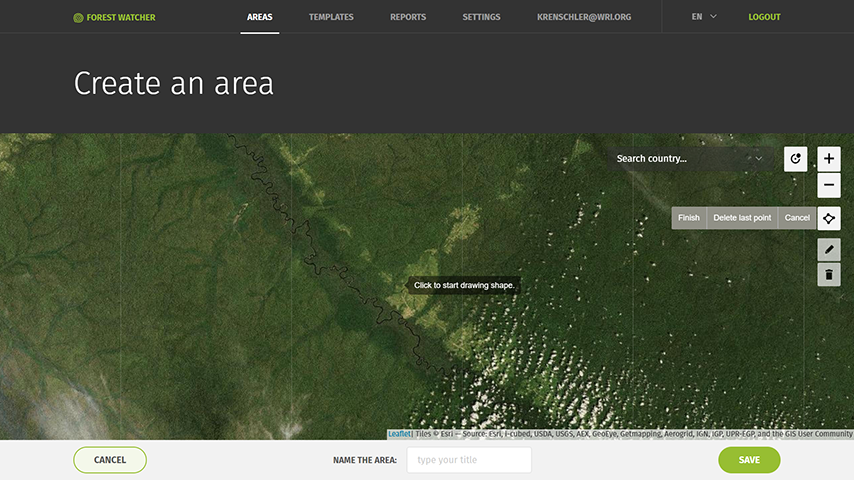 FOREST WATCHER
AREAS TEMPLATES REPORTS SETTINGS KRENSCHLER@WRI.ORG EN LOGOUT
Create an area
Search country...
Finish Delete last point Cancel
Click to start drawing shape.
Leaflet | Tiles © Esri — Source: Esri, i-cubed, USDA, USGS, AEX, GeoEye, Getmapping, Aerogrid, IGN, IGP, UPR-EGP, and the GIS User Community
CANCEL NAME THE AREA: type your title SAVE